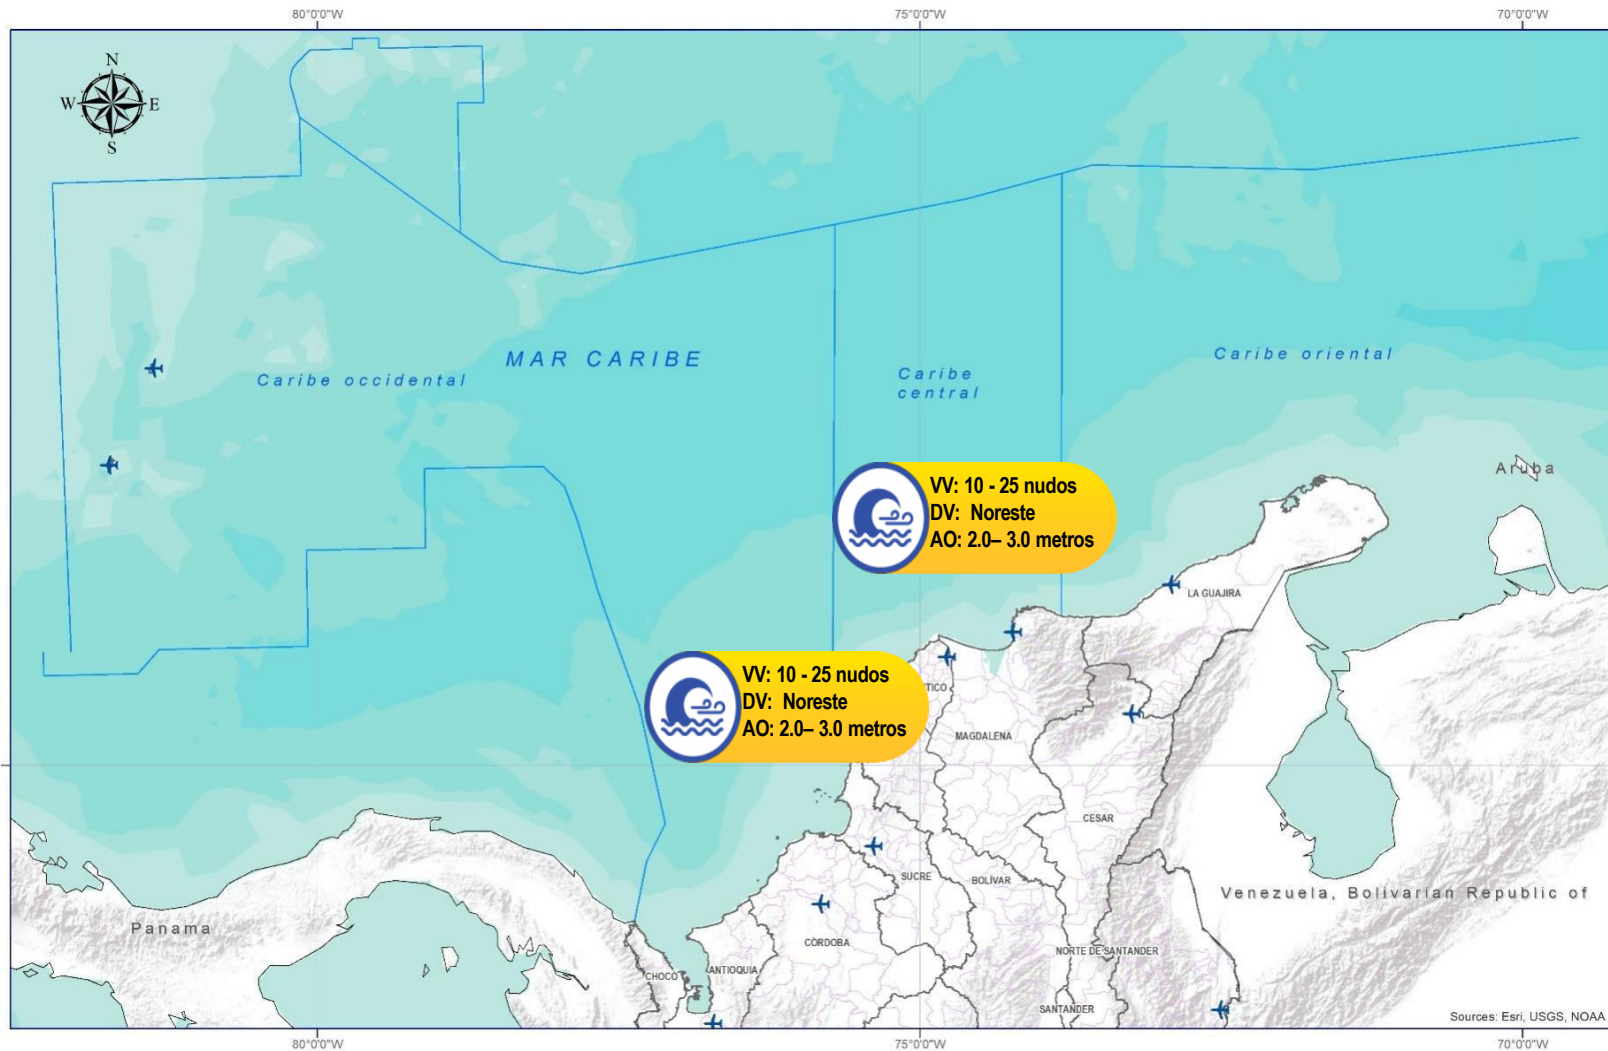 80°0'0"W
75°0'0"W
70°0'0"W
N
W
E
S
MAR CARIBE
Caribe occidental
Caribe
central
Caribe oriental
Aruba
VV: 10 - 25 nudos
DV: Noreste
AO: 2.0– 3.0 metros
LA GUAJIRA
VV: 10 - 25 nudos
DV: Noreste
AO: 2.0– 3.0 metros
TICO
MAGDALENA
CESAR
SUCRE
BOLÍVAR
Venezuela, Bolivarian Republic of
Panama
CÓRDOBA
NORTE DE SANTANDER
CHOCÓ
ANTIOQUIA
SANTANDER
Sources: Esri, USGS, NOAA
80°0'0"W
75°0'0"W
70°0'0"W